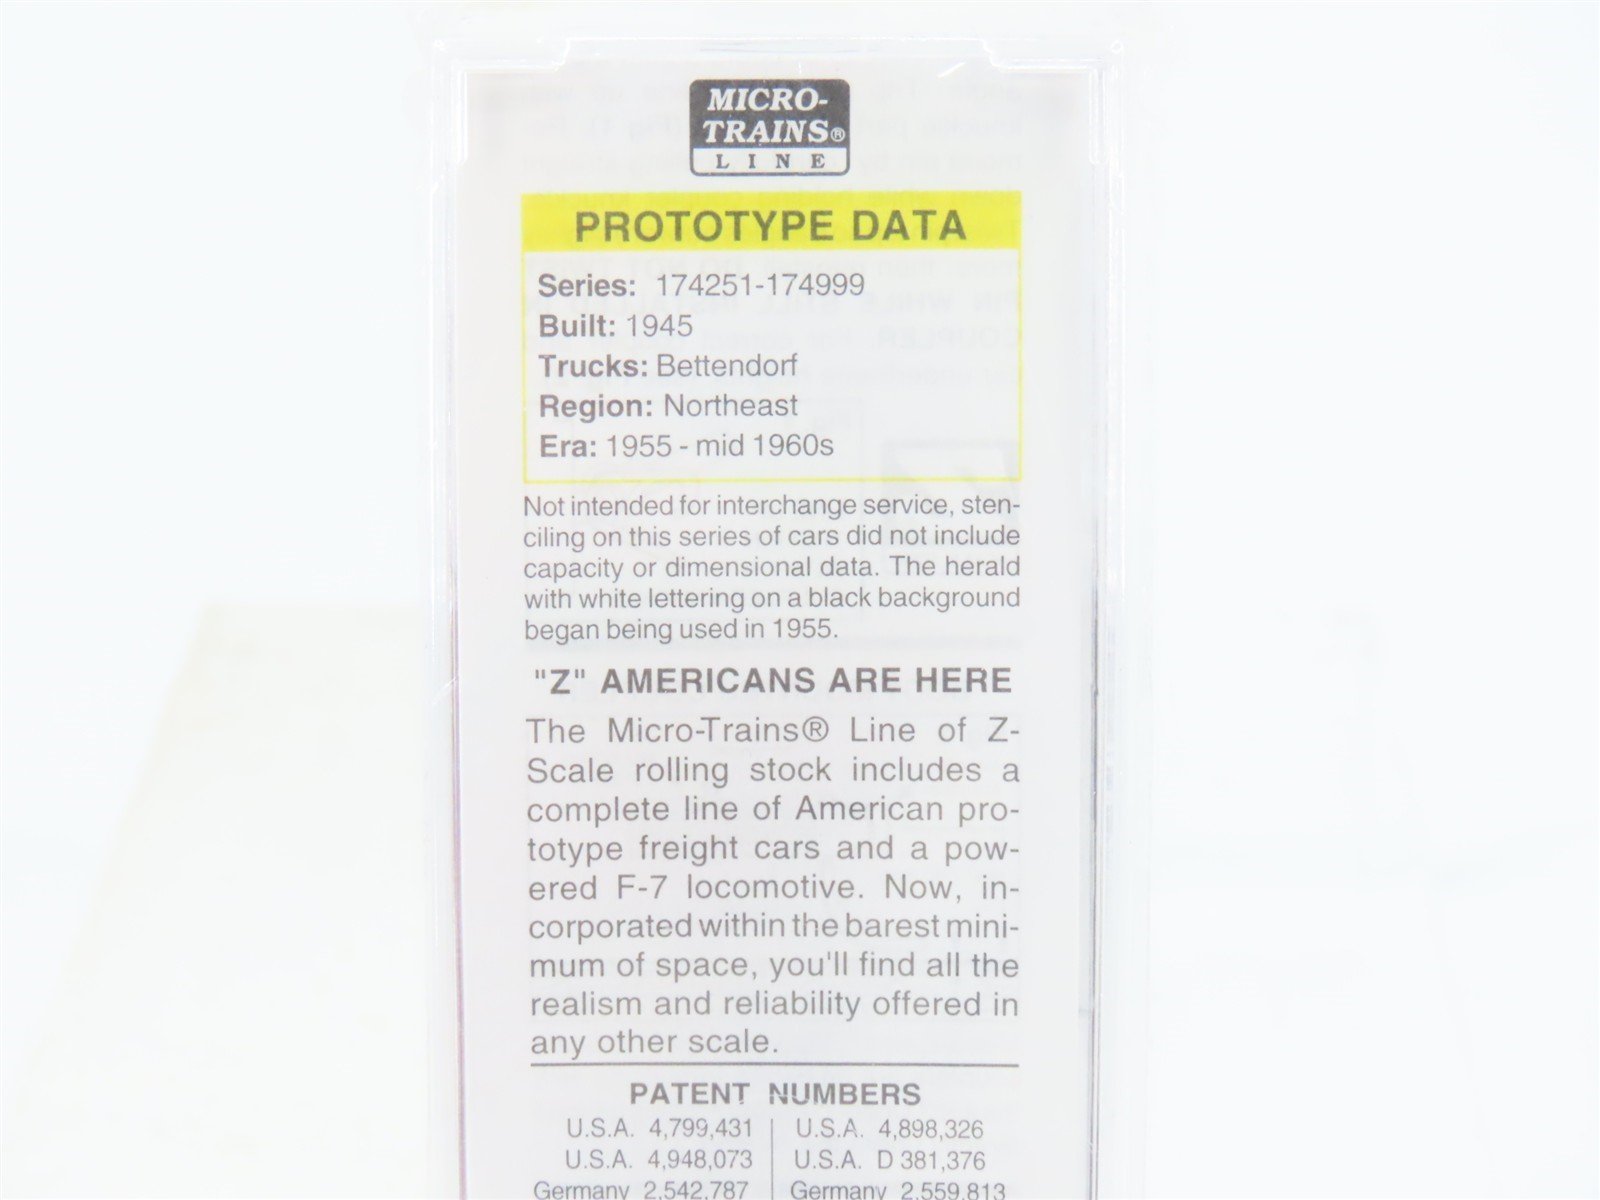 MICRO-
TRAINS®
LINE
PROTOTYPE DATA
Series: 174251-174999
Built: 1945
Trucks: Bettendorf
Region: Northeast
Era: 1955 - mid 1960s
Not intended for interchange service, sten-
ciling on this series of cars did not include
capacity or dimensional data. The herald
with white lettering on a black background
began being used in 1955.
"Z" AMERICANS ARE HERE
The Micro-Trains® Line of Z-
Scale rolling stock includes a
complete line of American pro-
totype freight cars and a pow-
ered F-7 locomotive. Now, in-
corporated within the barest mini-
mum of space, you'll find all the
realism and reliability offered in
any other scale.
PATENT NUMBERS
U.S.A. 4,799,431 U.S.A. 4,898,326
U.S.A. 4,948,073 U.S.A. D 381,376
Germany 2,542,787 Germany 2,559,813